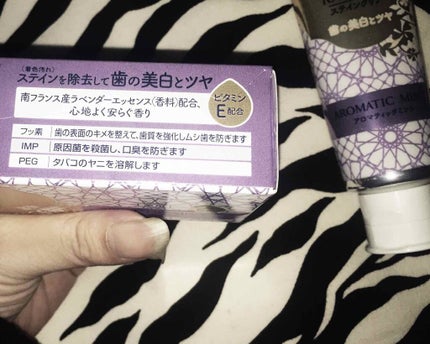 (着色汚れ)
ステインを除去して歯の美白とツヤ
南フランス産ラベンダーエッセンス(香料)配合、
心地よく安らぐ香り
ビタミン
E配合
フッ素 歯の表面のキメを整えて、歯質を強化しムシ歯を防ぎます
IMP 原因菌を殺菌し、口臭を防ぎます
PEG タバコのヤニを溶解します
歯の美白とツヤ
AROMATIC
アロマティック